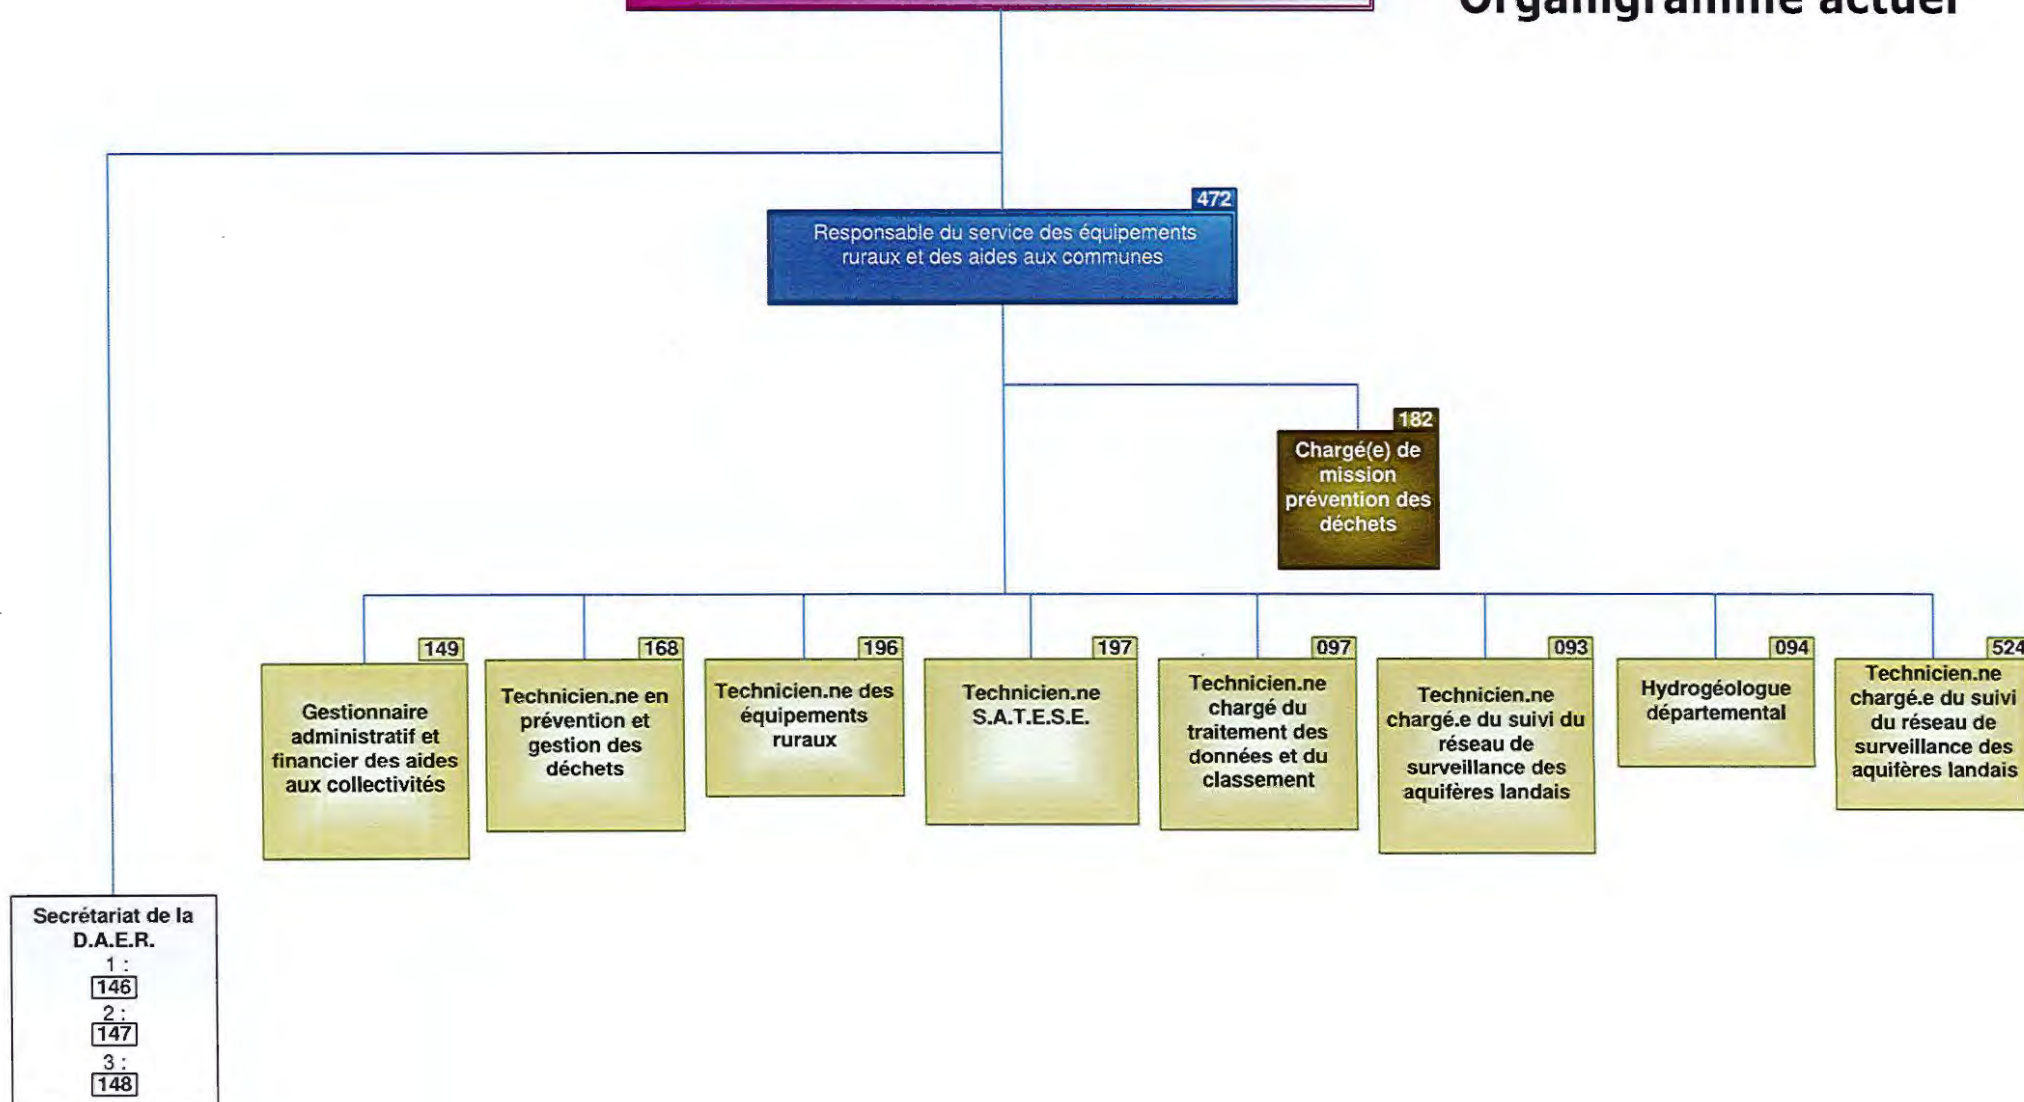 Organigramme actuel
472
Responsable du service des équipements
ruraux et des aides aux communes
182
Chargé(e) de
mission
prévention des
déchets
149
Gestionnaire
administratif et
financier des aides
aux collectivités
168
Technicien.ne en
prévention et
gestion des
déchets
196
Technicien.ne des
équipements
ruraux
197
Technicien.ne
S.A.T.E.S.E.
097
Technicien.ne
chargé du
traitement des
données et du
classement
093
Technicien.ne
chargé.e du suivi du
réseau de
surveillance des
aquifères landais
094
Hydrogéologue
départemental
524
Technicien.ne
chargé.e du suivi
du réseau de
surveillance des
aquifères landais
Secrétariat de la
D.A.E.R.
1 :
146
2 :
147
3 :
148